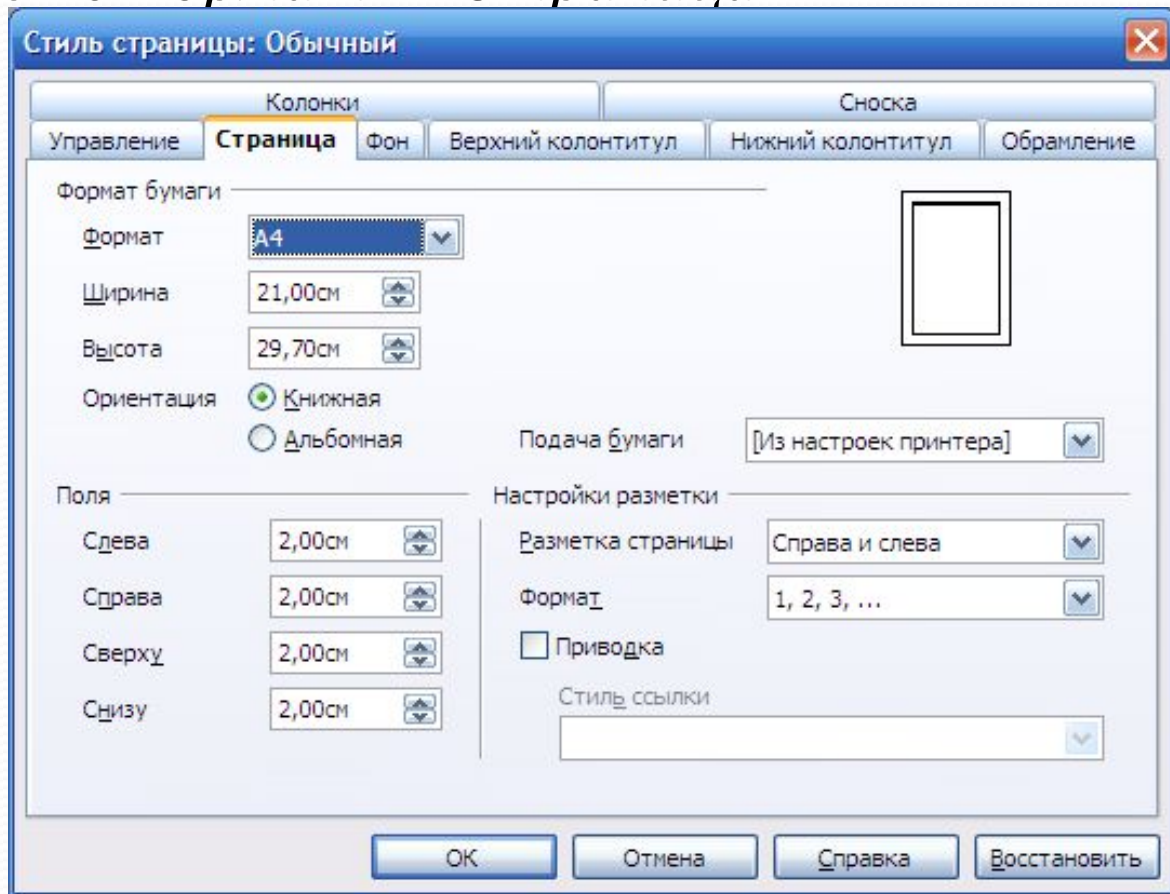 Стиль страницы: Обычный
Колонки Сноска
Управление Страница Фон Верхний колонтитул Нижний колонтитул Обрамление
Формат бумаги
Формат A4
Ширина 21,00см
Высота 29,70см
Ориентация Книжная
Альбомная Подача бумаги [Из настроек принтера]
Поля Настройки разметки
Слева 2,00см Разметка страницы Справа и слева
Справа 2,00см Формат 1, 2, 3, ...
Сверху 2,00см Приводка
Снизу 2,00см Стиль ссылки
ОК Отмена Справка Восстановить